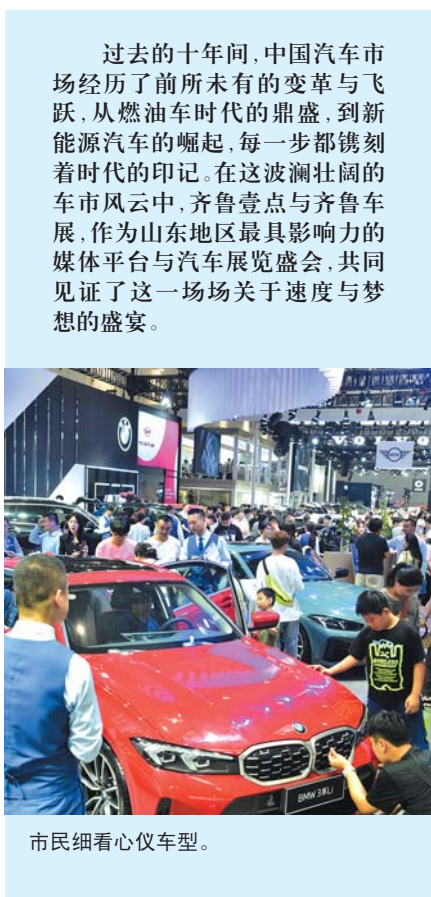 过去的十年间，中国汽车市
场经历了前所未有的变革与飞
跃，从燃油车时代的鼎盛，到新
能源汽车的崛起，每一步都镌刻
着时代的印记。在这波澜壮阔的
车市风云中，齐鲁壹点与齐鲁车
展，作为山东地区最具影响力的
媒体平台与汽车展览盛会，共同
见证了这一场场关于速度与梦
想的盛宴。
VOLVO
MINI
BMW 3系Li
市民细看心仪车型。